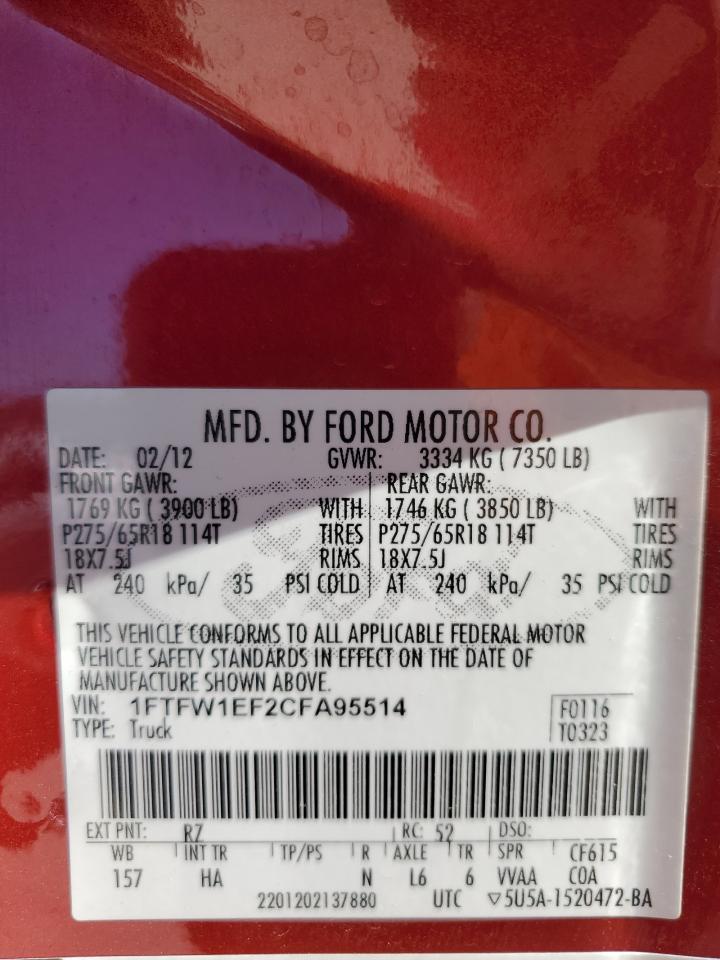 MFD. BY FORD MOTOR CO.
DATE: 02/12 GVWR: 3334 KG ( 7350 LB)
FRONT GAWR: REAR GAWR:
1769 KG ( 3900 LB) WITH 1746 KG ( 3850 LB) WITH
P275/65R18 114T TIRES P275/65R18 114T TIRES
18X7.5J RIMS 18X7.5J RIMS
AT 240 kPa/ 35 PSI COLD AT 240 kPa/ 35 PSI COLD
THIS VEHICLE CONFORMS TO ALL APPLICABLE FEDERAL MOTOR
VEHICLE SAFETY STANDARDS IN EFFECT ON THE DATE OF
MANUFACTURE SHOWN ABOVE.
VIN: 1FTFW1EF2CFA95514 F0116
TYPE: Truck T0323
EXT PNT: RZ RC: 52 DSO:
WB INT TR TP/PS R AXLE TR SPR CF615
157 HA N L6 6 VVAA COA
2201202137880 UTC ▽5U5A-1520472-BA